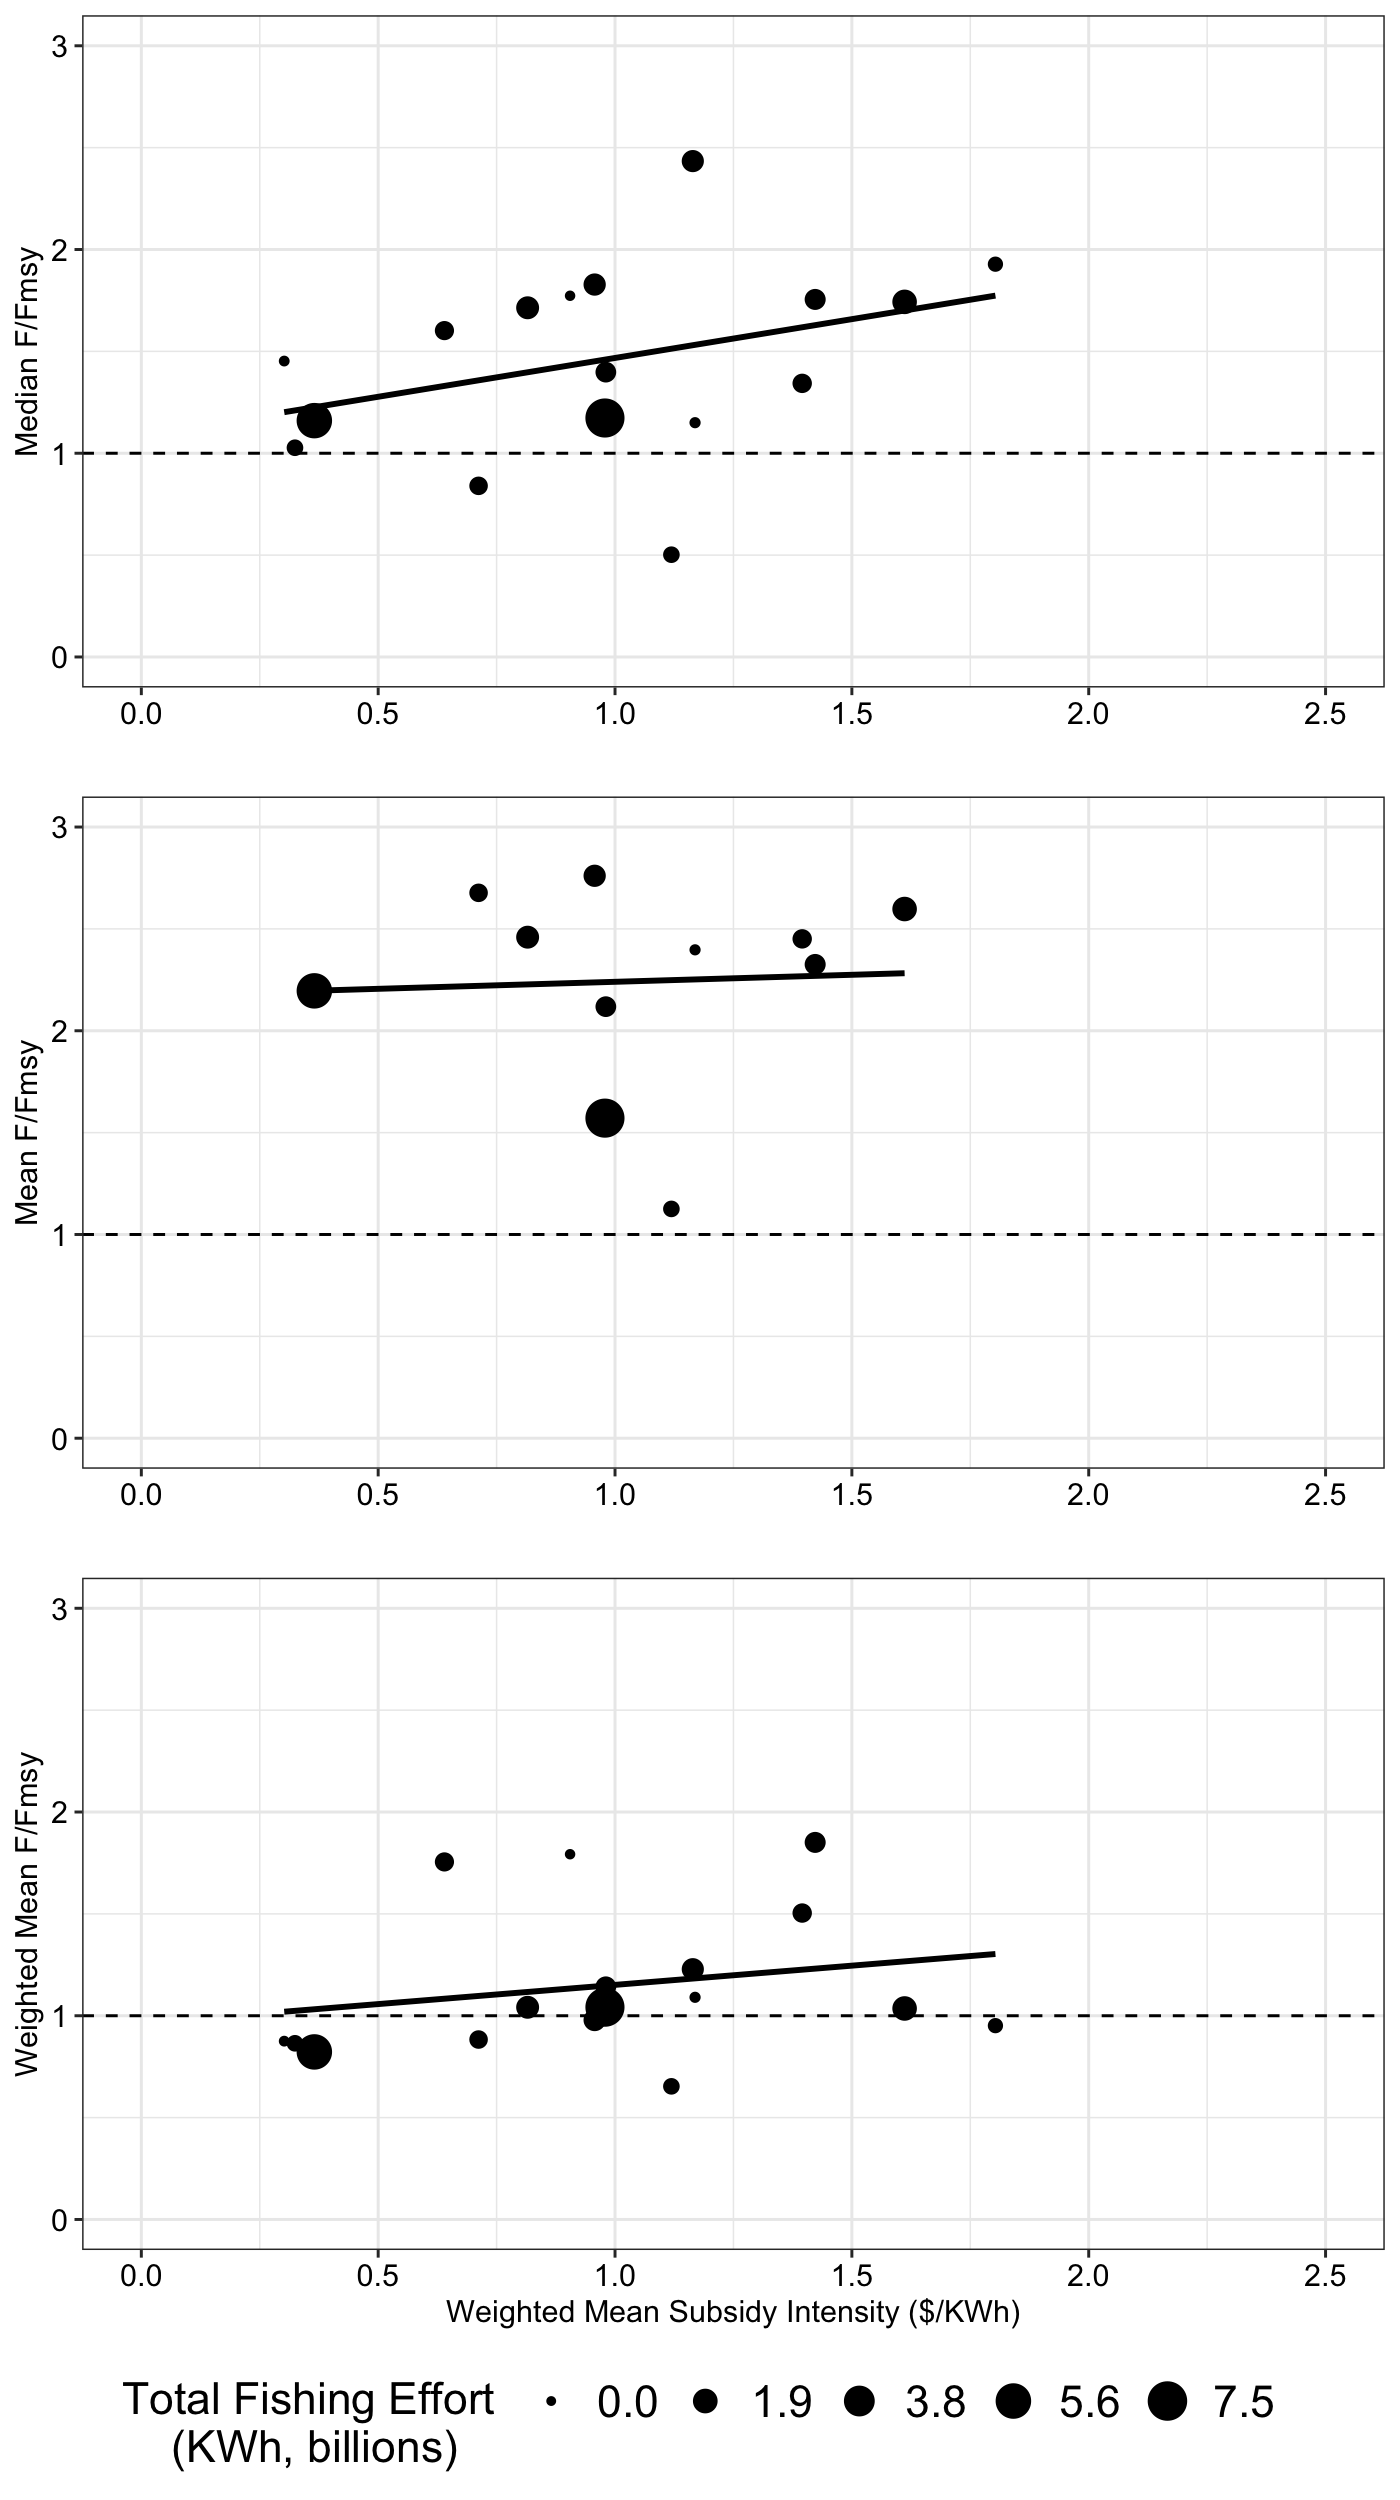 3
2
1
0
Median F/Fmsy
0.0 0.5 1.0 1.5 2.0 2.5
3
2
1
0
Mean F/Fmsy
0.0 0.5 1.0 1.5 2.0 2.5
3
2
1
0
Weighted Mean F/Fmsy
0.0 0.5 1.0 1.5 2.0 2.5
Weighted Mean Subsidy Intensity ($/KWh)
Total Fishing Effort
(KWh, billions)
0.0 1.9 3.8 5.6 7.5